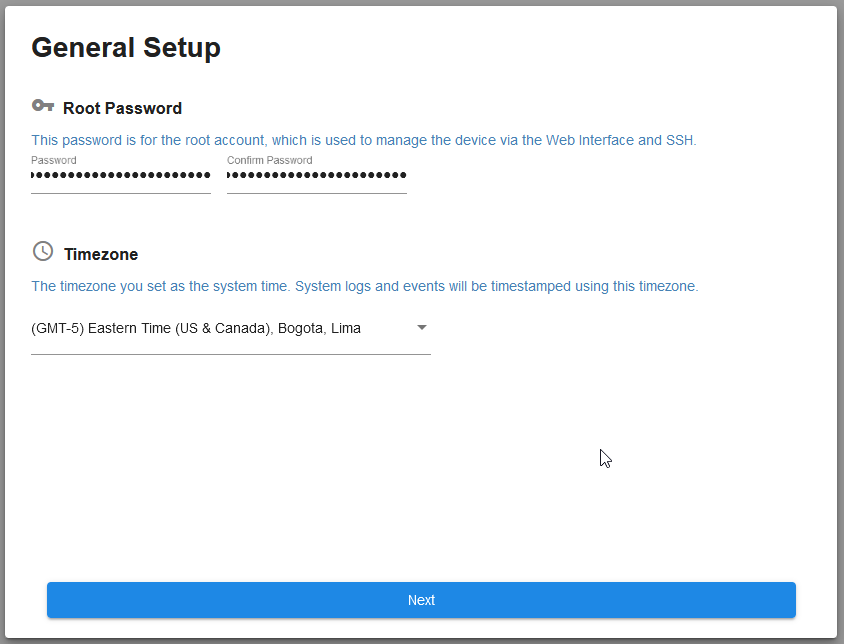 General Setup
Root Password
This password is for the root account, which is used to manage the device via the Web Interface and SSH.
Password Confirm Password
Timezone
The timezone you set as the system time. System logs and events will be timestamped using this timezone.
(GMT-5) Eastern Time (US & Canada), Bogota, Lima
Next